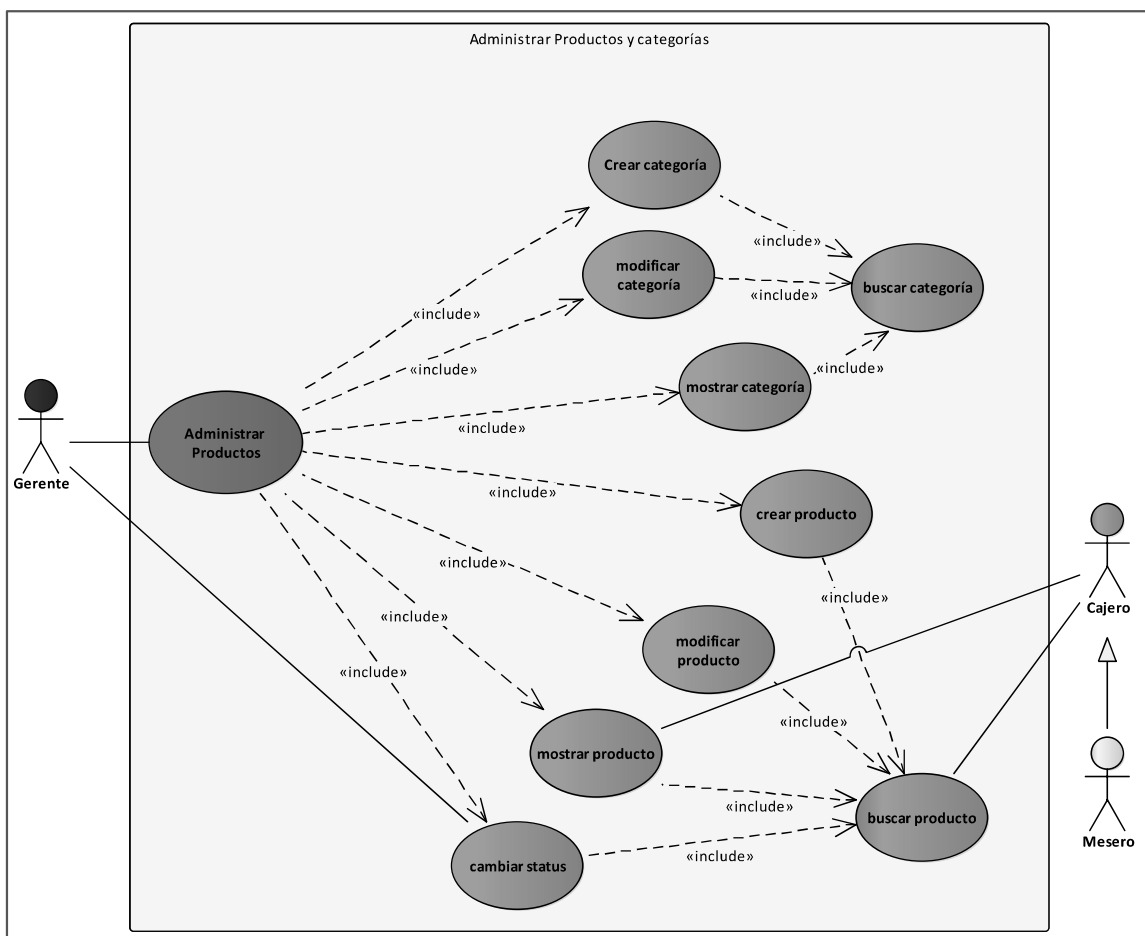 Administrar Productos y categorías
Crear categoría
«include»
modificar
categoría
«include»
buscar categoría
«include»
«include»
mostrar categoría
«include»
«include»
Administrar
Productos
Gerente
«include»
«include»
crear producto
«include»
«include»
Cajero
«include»
modificar
producto
«include»
«include»
mostrar producto
«include»
buscar producto
Mesero
«include»
cambiar status